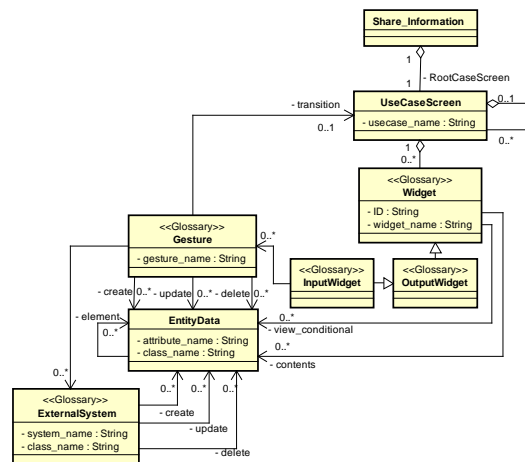 Share_Information
1
1
- RootCaseScreen
UseCaseScreen
- usecase_name : String
0..1
0..*
- transition
0..1
1
0..*
<<Glossary>>
Widget
- ID : String
- widget_name : String
<<Glossary>>
Gesture
- gesture_name : String
0..*
<<Glossary>>
InputWidget
<<Glossary>>
OutputWidget
- create
0..*
- update
0..*
- delete
0..*
- element
0..*
EntityData
- attribute_name : String
- class_name : String
0..*
- view_conditional
0..*
- contents
0..*
<<Glossary>>
ExternalSystem
- system_name : String
- class_name : String
0..*
0..*
0..*
- create
- update
- delete